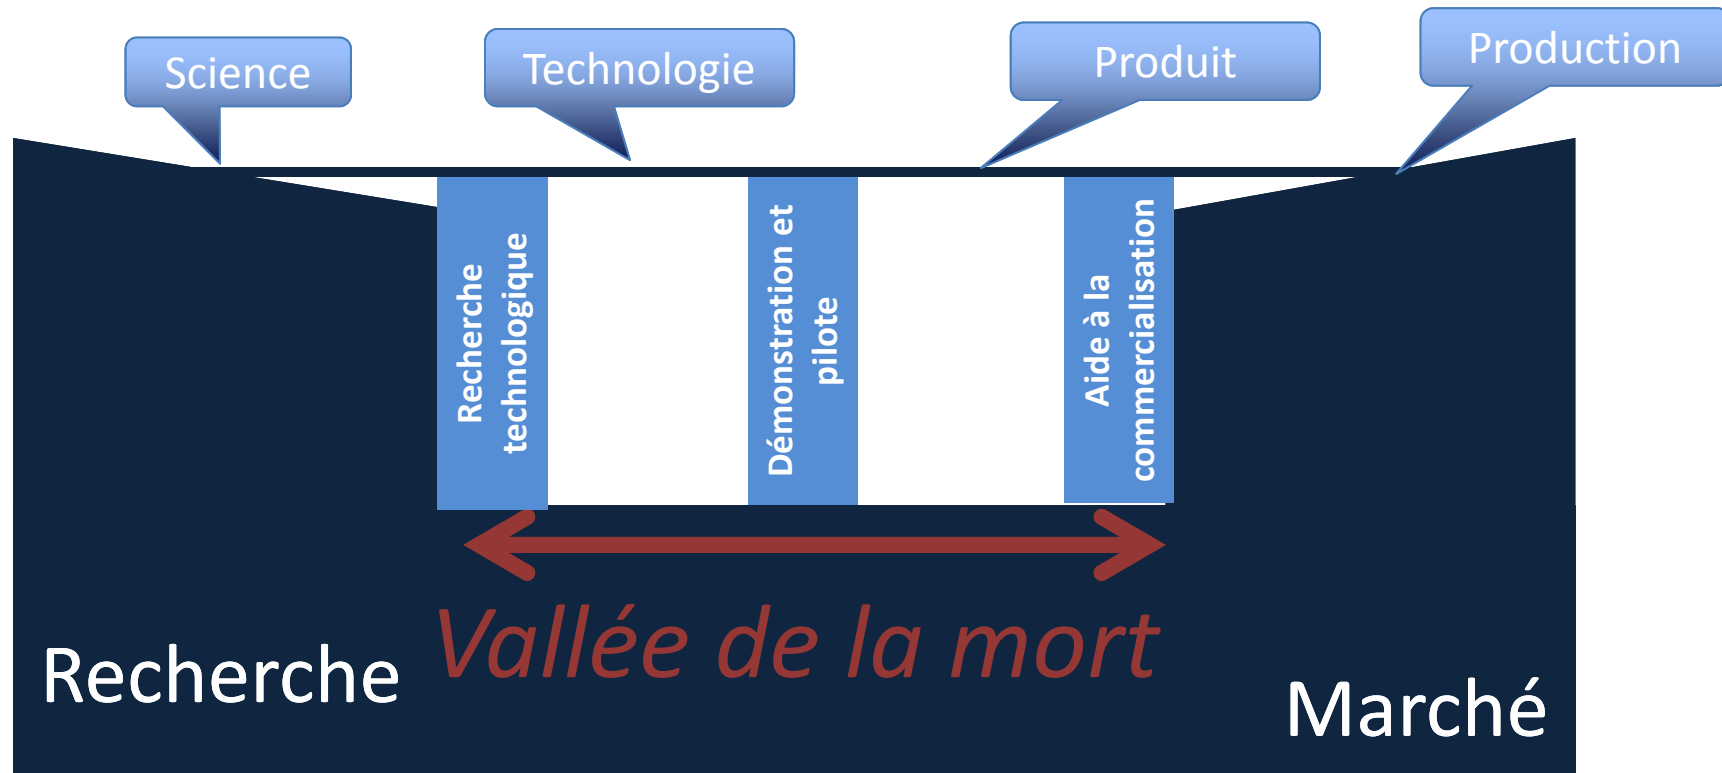 Science
Technologie
Produit
Production
Recherche
technologique
Démonstration et
pilote
Aide à la
commercialisation
Vallée de la mort
Recherche
Marché